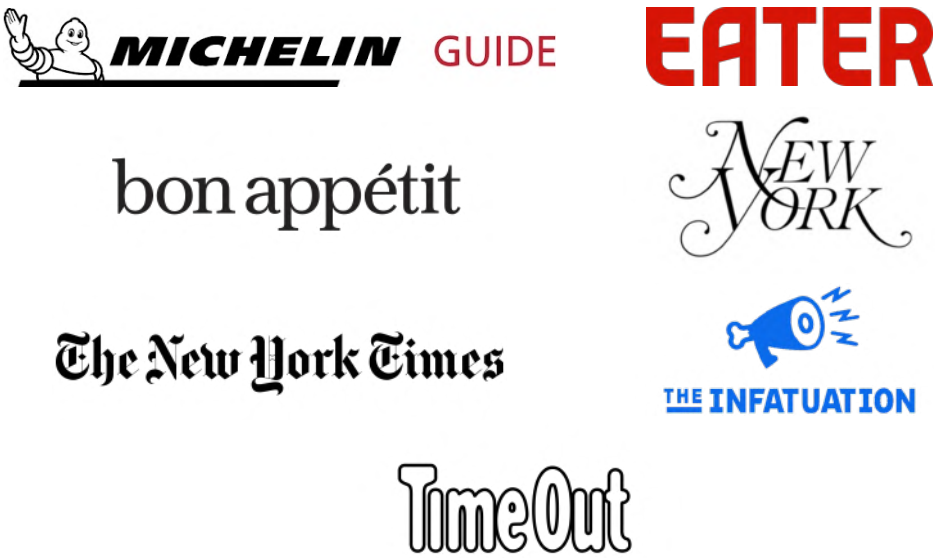 MICHELIN GUIDE
EATER
bon appétit
NEW
YORK
The New York Times
THE INFATUATION
TimeOut